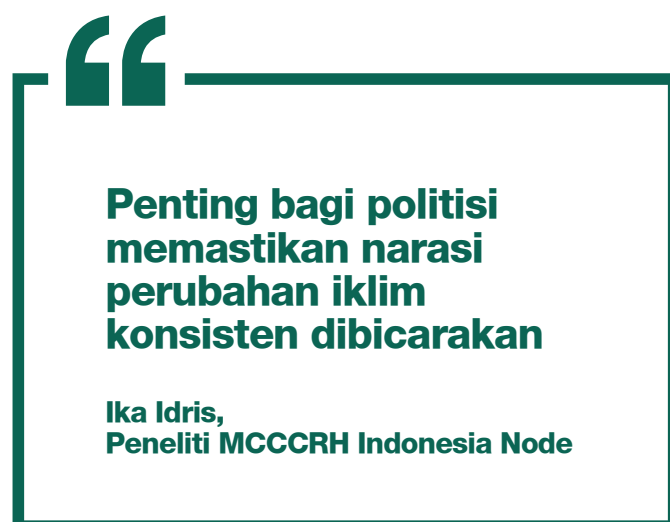 Penting bagi politisi
memastikan narasi
perubahan iklim
konsisten dibicarakan
Ika Idris,
Peneliti MCCCRH Indonesia Node